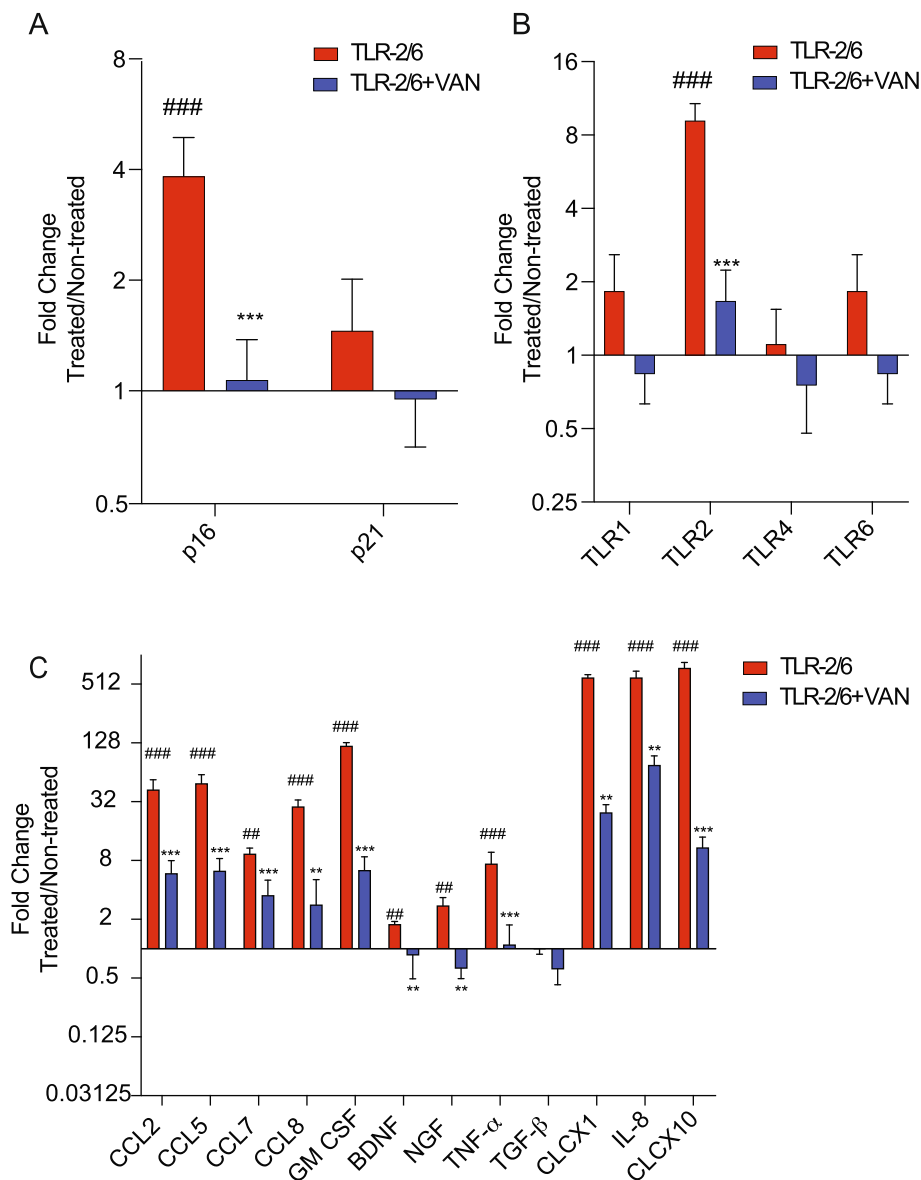 A
TLR-2/6
TLR-2/6+VAN
Fold Change
Treated/Non-treated
8
4
2
1
0.5
###
***
p16
p21
B
TLR-2/6
TLR-2/6+VAN
Fold Change
Treated/Non-treated
16
8
4
2
1
0.5
0.25
###
***
TLR1
TLR2
TLR4
TLR6
C
TLR-2/6
TLR-2/6+VAN
Fold Change
Treated/Non-treated
512
128
32
8
2
0.5
0.125
0.03125
###
***
###
***
##
***
###
**
###
***
##
**
##
**
###
***
###
**
###
**
###
***
CCL2
CCL5
CCL7
CCL8
GM CSF
BDNF
NGF
TNF-α
TGF-β
CLCX1
IL-8
CLCX10